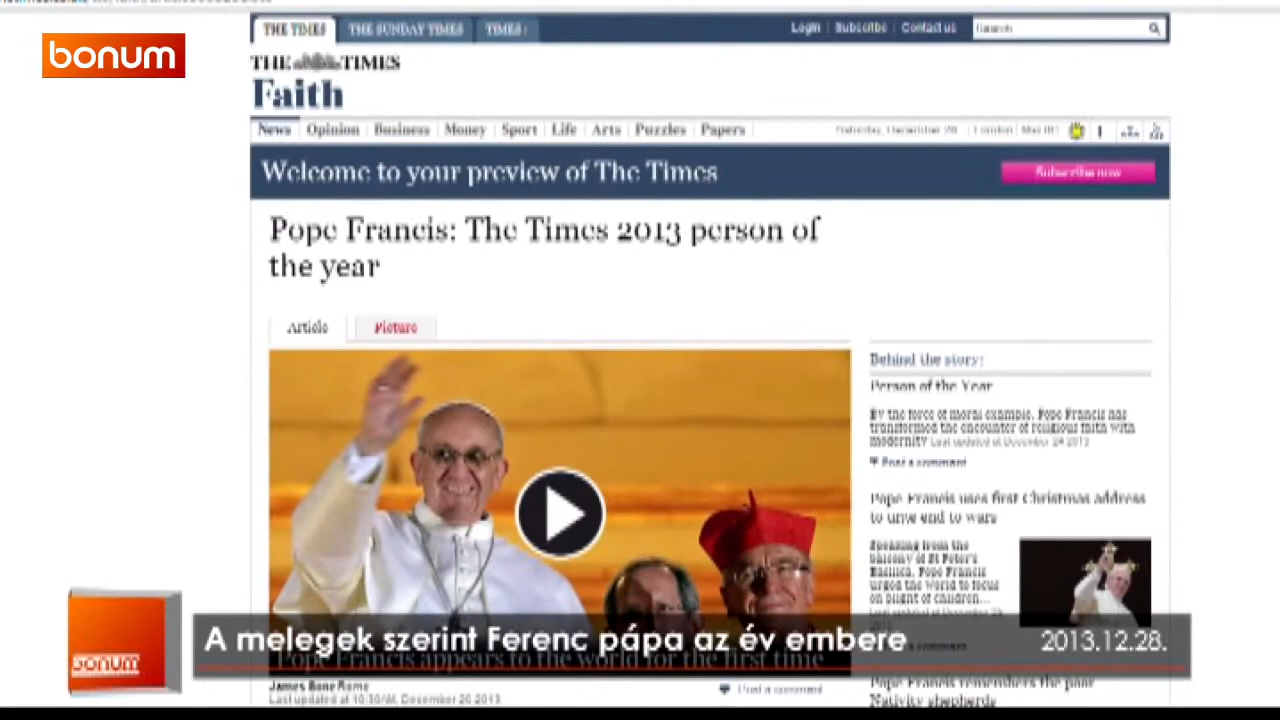 bonum
THE TIMES
THE SUNDAY TIMES
TIMES+
Login
Subscribe
Contact us
Search
THE TIMES
Faith
News
Opinion
Business
Money
Sport
Life
Arts
Puzzles
Papers
Welcome to your preview of The Times
Subscribe now
Pope Francis: The Times 2013 person of
the year
Article
Picture
Behind the story:
Person of the Year
By the force of moral example, Pope Francis has
transformed the encounter of religious faith with
modernity Last updated at December 24 2013
Post a comment
Pope Francis uses first Christmas address
to urge end to wars
Speaking from the
balcony of St Peter's
Basilica, Pope Francis
urged the world to focus
on plight of children...
Pope Francis appears to the world for the first time
James Bone Rome
Post a comment
Pope Francis remembers the poor
Nativity shepherds
bonum
A melegek szerint Ferenc pápa az év embere
2013.12.28.